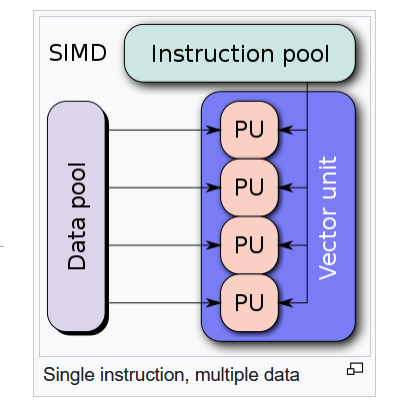 SIMD
Instruction pool
Data pool
PU
PU
PU
PU
Vector unit
Single instruction, multiple data